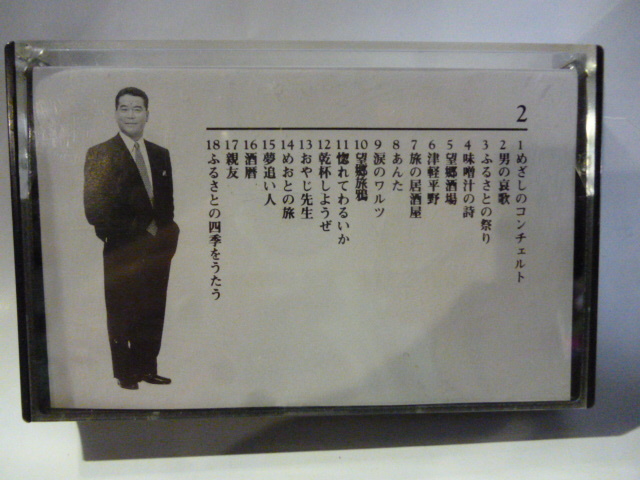 2
1 めざしのコンチェルト
2 男の哀歌
3 ふるさとの祭り
4 味噌汁の詩
5 望郷酒場
6 津軽平野
7 旅の居酒屋
8 あんた
9 涙のワルツ
10 望郷旅鴉
11 惚れてわるいか
12 乾杯しようぜ
13 おやじ先生
14 めおとの旅
15 夢追い人
16 酒暦
17 親友
18 ふるさとの四季をうたう